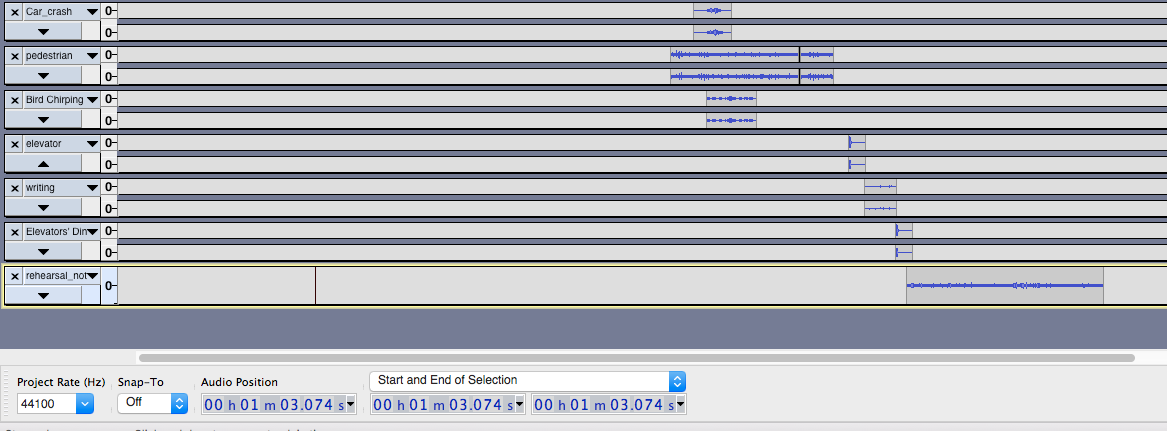 Car_crash
0-
0-
pedestrian
0-
0-
Bird Chirping
0-
0-
elevator
0-
0-
writing
0-
0-
Elevators' Din
0-
0-
rehearsal_not
0-
Project Rate (Hz)
Snap-To
Audio Position
Start and End of Selection
44100
Off
00 h 01 m 03.074 s
00 h 01 m 03.074 s
00 h 01 m 03.074 s